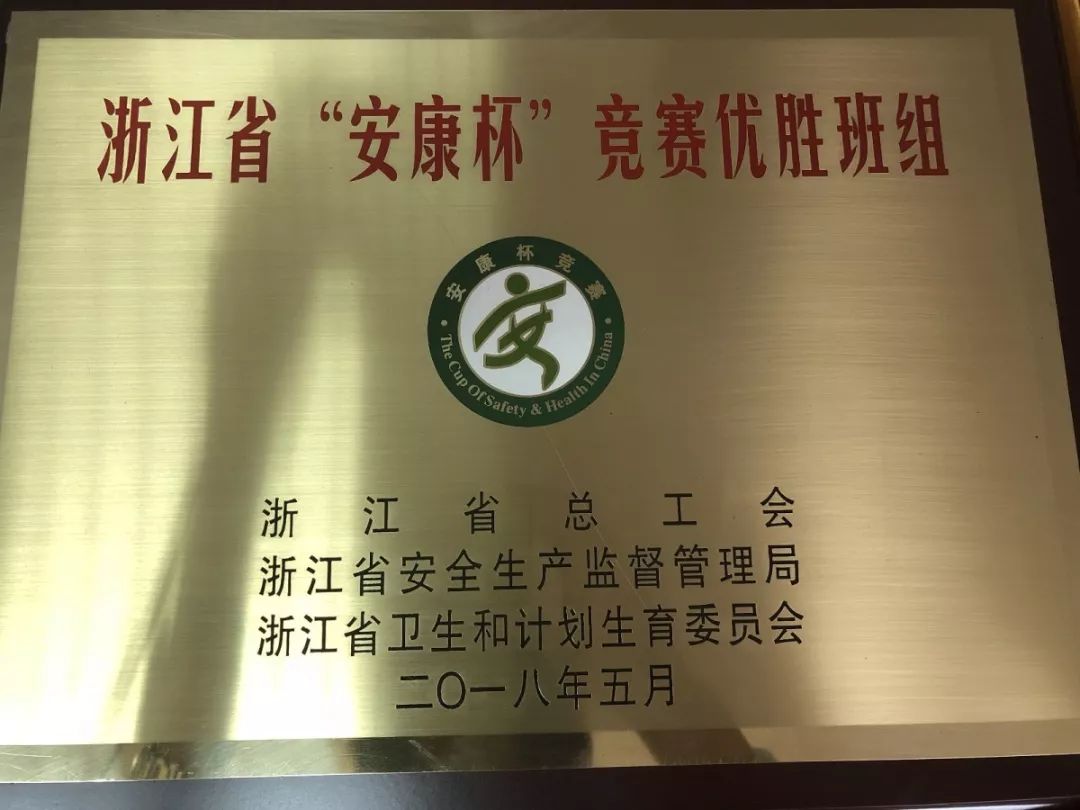 浙江省“安康杯”竞赛优胜班组
安康杯竞赛
安
·The Cup Of Safety & Health In China·
浙江省总工会
浙江省安全生产监督管理局
浙江省卫生和计划生育委员会
二〇一八年五月